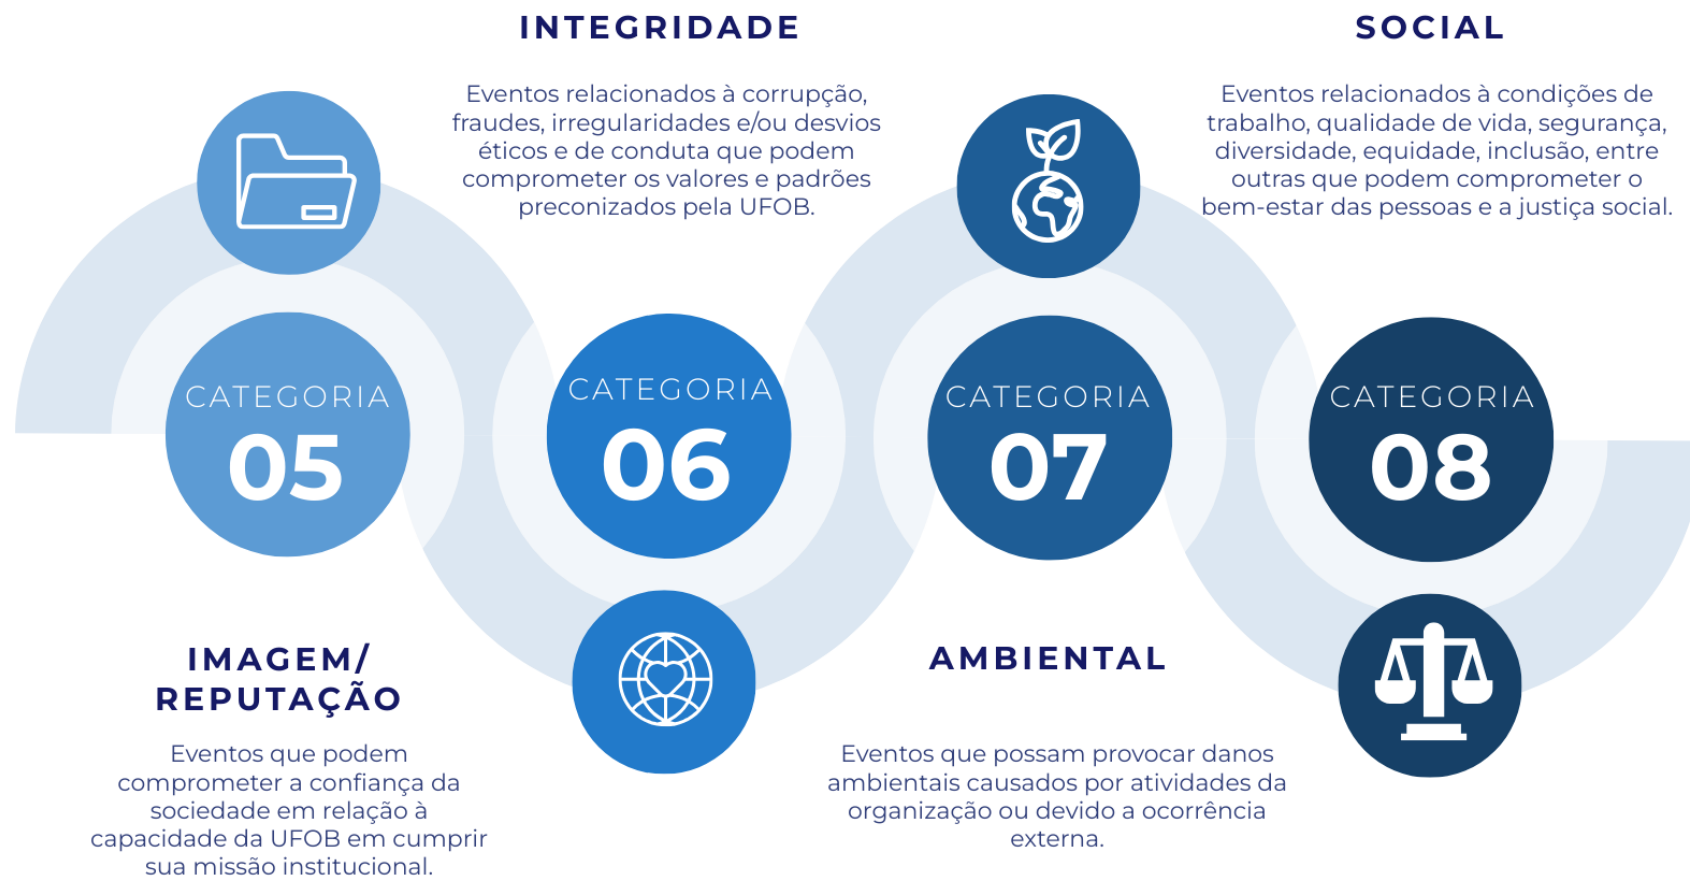 INTEGRIDADE
Eventos relacionados à corrupção,
fraudes, irregularidades e/ou desvios
éticos e de conduta que podem
comprometer os valores e padrões
preconizados pela UFOB.
SOCIAL
Eventos relacionados à condições de
trabalho, qualidade de vida, segurança,
diversidade, equidade, inclusão, entre
outras que podem comprometer o
bem-estar das pessoas e a justiça social.
CATEGORIA
05
CATEGORIA
06
CATEGORIA
07
CATEGORIA
08
IMAGEM/
REPUTAÇÃO
Eventos que podem
comprometer a confiança da
sociedade em relação à
capacidade da UFOB em cumprir
sua missão institucional.
AMBIENTAL
Eventos que possam provocar danos
ambientais causados por atividades da
organização ou devido a ocorrência
externa.